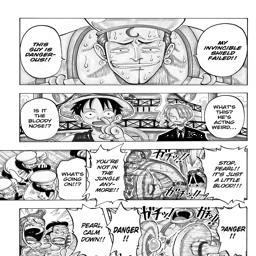 MY
INVINCIBLE
SHIELD
FAILED!!
THIS
GUY IS
DANGER-
OUS!!
WHAT'S
THIS?
HE'S
ACTING
WEIRD...
IS IT
THE
BLOODY
NOSE!?
STOP,
PEARL!!
IT'S JUST
A LITTLE
BLOOD!!!
YOU'RE
NOT IN
THE
JUNGLE
ANY-
MORE!!
WHAT'S
GOING
ON!?
DANGER
!!
DANGER!!
PEARL,
CALM
DOWN!!